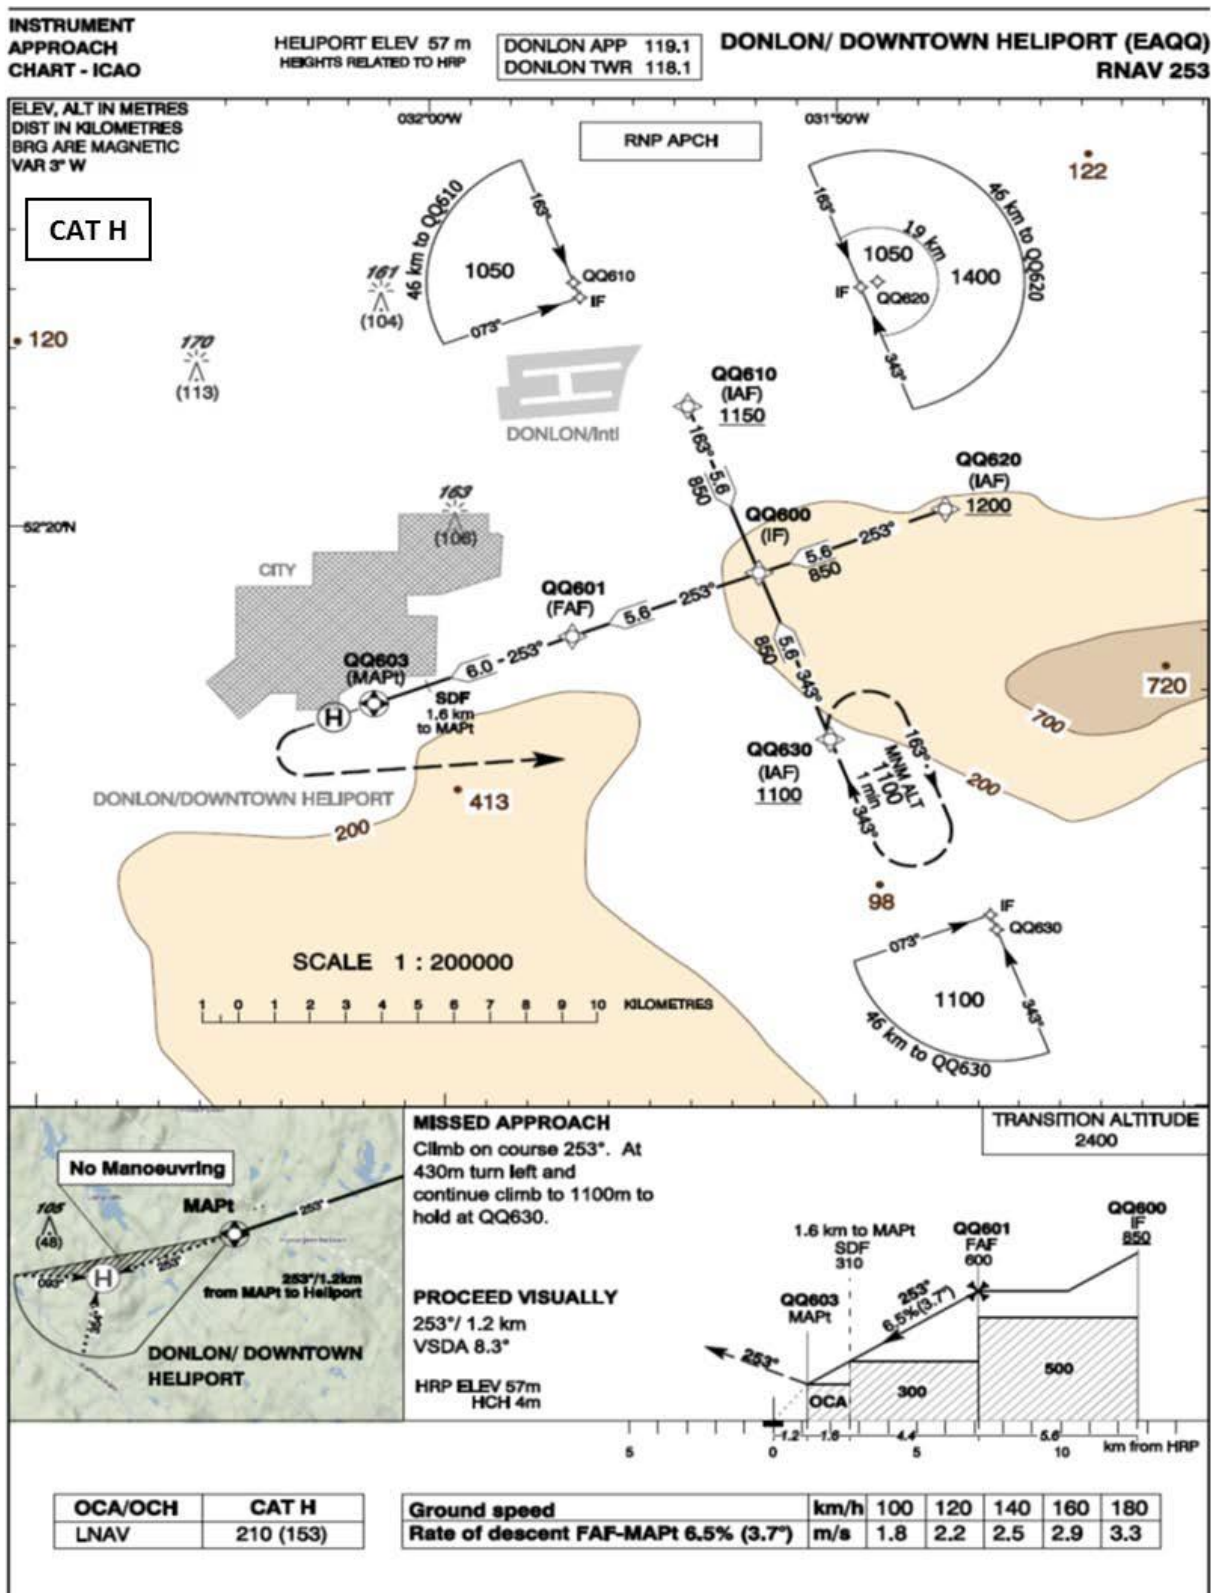 INSTRUMENT
APPROACH
CHART - ICAO
HELIPORT ELEV 57 m
HEIGHTS RELATED TO HRP
DONLON APP 119.1
DONLON TWR 118.1
DONLON/ DOWNTOWN HELIPORT (EAQQ)
RNAV 253
ELEV, ALT IN METRES
DIST IN KILOMETRES
BRG ARE MAGNETIC
VAR 3° W
CAT H
032°00'W
031°50'W
RNP APCH
122
46 km to QQ610
163°
1050
QQ610
IF
073°
163°
46 km to QQ620
19 km
1050
1400
IF
QQ620
343°
161
(104)
120
170
(113)
DONLON/Intl
QQ610
(IAF)
1150
163°
5.6
850
QQ620
(IAF)
1200
163
(106)
52°20'N
QQ600
(IF)
253°
5.6
850
CITY
QQ601
(FAF)
5.6
253°
6.0
253°
QQ603
(MAPt)
850
5.6
343°
SDF
1.6 km
to MAPt
H
720
700
QQ630
(IAF)
1100
163°
MNM ALT
1100
1 min
343°
200
DONLON/DOWNTOWN HELIPORT
413
200
98
IF
QQ630
073°
1100
343°
46 km to QQ630
SCALE 1 : 200000
1 0 1 2 3 4 5 6 7 8 9 10 KILOMETRES
No Manoeuvring
MAPt
253°
105
(48)
093°
H
253°
364°
253°/1.2km
from MAPt to Heliport
DONLON/ DOWNTOWN
HELIPORT
MISSED APPROACH
Climb on course 253°. At
430m turn left and
continue climb to 1100m to
hold at QQ630.
PROCEED VISUALLY
253°/ 1.2 km
VSDA 8.3°
HRP ELEV 57m
HCH 4m
TRANSITION ALTITUDE
2400
1.6 km to MAPt
SDF
310
QQ601
FAF
600
QQ600
IF
850
QQ603
MAPt
253°
6.5%(3.7°)
253°
OCA
300
500
1.2 1.6 4.4 5.6
5 0 5 10 km from HRP
OCA/OCH CAT H
LNAV 210 (153)
Ground speed km/h 100 120 140 160 180
Rate of descent FAF-MAPt 6.5% (3.7°) m/s 1.8 2.2 2.5 2.9 3.3